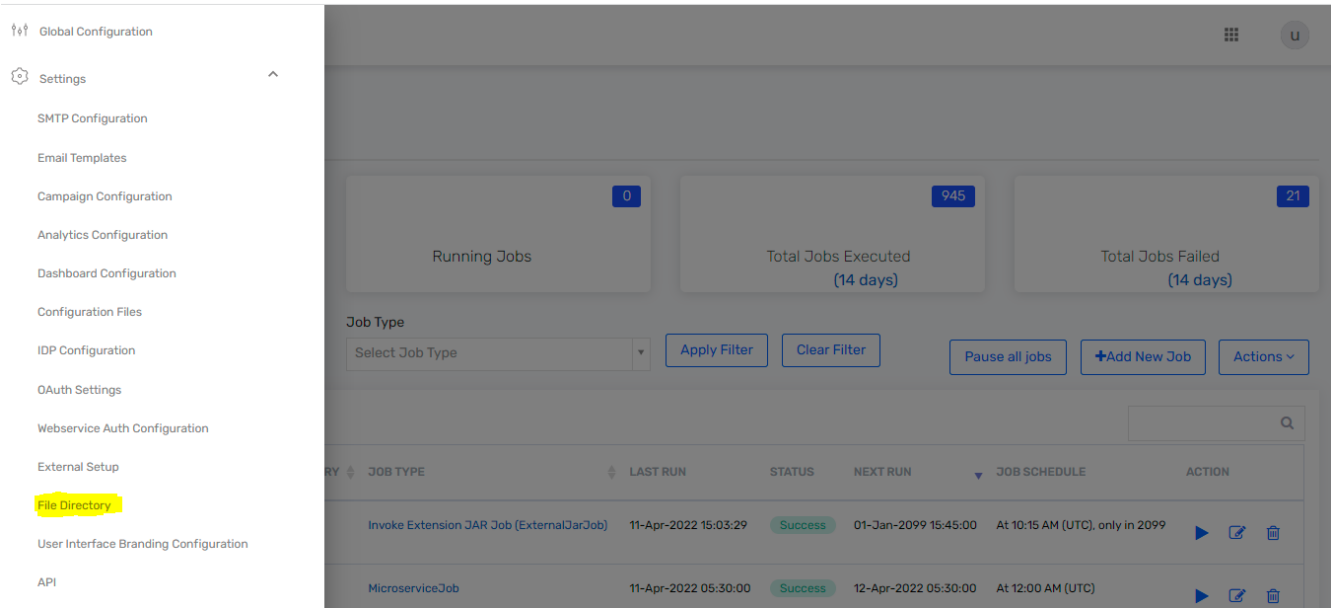 Global Configuration
Settings
SMTP Configuration
Email Templates
Campaign Configuration
Analytics Configuration
Dashboard Configuration
Configuration Files
IDP Configuration
OAuth Settings
Webservice Auth Configuration
External Setup
File Directory
User Interface Branding Configuration
API
u
0
Running Jobs
945
Total Jobs Executed
(14 days)
21
Total Jobs Failed
(14 days)
Job Type
Select Job Type
Apply Filter
Clear Filter
Pause all jobs
+Add New Job
Actions
RY JOB TYPE LAST RUN STATUS NEXT RUN JOB SCHEDULE ACTION
Invoke Extension JAR Job (ExternalJarJob) 11-Apr-2022 15:03:29 Success 01-Jan-2099 15:45:00 At 10:15 AM (UTC), only in 2099
MicroserviceJob 11-Apr-2022 05:30:00 Success 12-Apr-2022 05:30:00 At 12:00 AM (UTC)